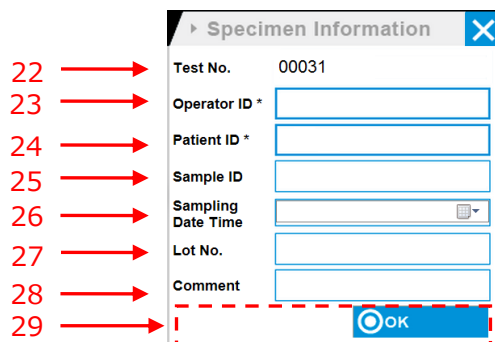 Specimen Information
22 Test No. 00031
23 Operator ID *
24 Patient ID *
25 Sample ID
26 Sampling
Date Time
27 Lot No.
28 Comment
29 OK